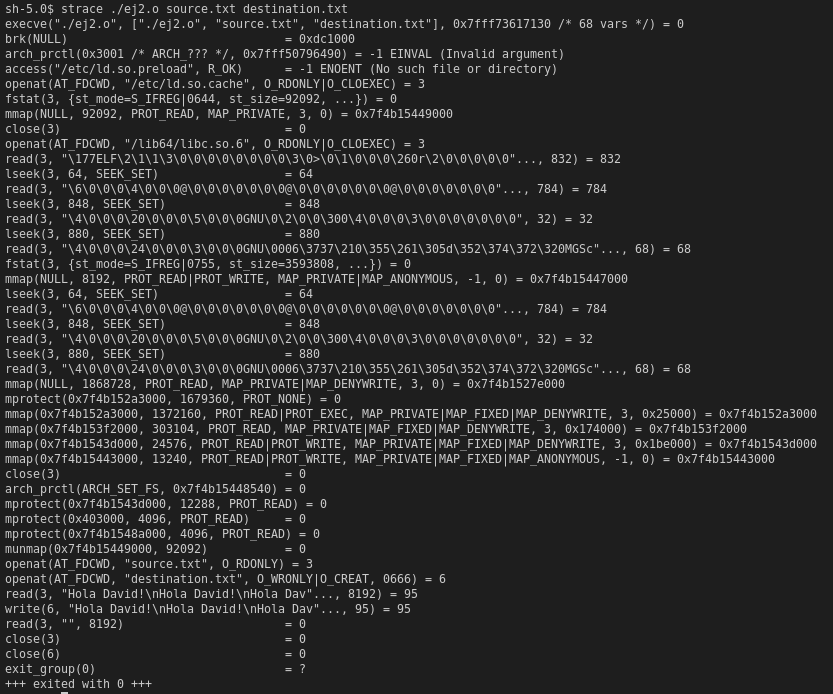 sh-5.0$ strace ./ej2.o source.txt destination.txt
execve("./ej2.o", ["./ej2.o", "source.txt", "destination.txt"], 0x7fff73617130 /* 68 vars */) = 0
brk(NULL)                               = 0xdc1000
arch_prctl(0x3001 /* ARCH_??? */, 0x7fff50796490) = -1 EINVAL (Invalid argument)
access("/etc/ld.so.preload", R_OK)      = -1 ENOENT (No such file or directory)
openat(AT_FDCWD, "/etc/ld.so.cache", O_RDONLY|O_CLOEXEC) = 3
fstat(3, {st_mode=S_IFREG|0644, st_size=92092, ...}) = 0
mmap(NULL, 92092, PROT_READ, MAP_PRIVATE, 3, 0) = 0x7f4b15449000
close(3)                                = 0
openat(AT_FDCWD, "/lib64/libc.so.6", O_RDONLY|O_CLOEXEC) = 3
read(3, "\177ELF\2\1\1\3\0\0\0\0\0\0\0\0\3\0>\0\1\0\0\0\260r\2\0\0\0\0\0"..., 832) = 832
lseek(3, 64, SEEK_SET)                  = 64
read(3, "\6\0\0\0\4\0\0\0@\0\0\0\0\0\0\0@\0\0\0\0\0\0\0@\0\0\0\0\0\0\0"..., 784) = 784
lseek(3, 848, SEEK_SET)                 = 848
read(3, "\4\0\0\0\20\0\0\0\5\0\0\0GNU\0\2\0\0\300\4\0\0\0\3\0\0\0\0\0\0\0", 32) = 32
lseek(3, 880, SEEK_SET)                 = 880
read(3, "\4\0\0\0\24\0\0\0\3\0\0\0GNU\0006\3737\210\355\261\305d\352\374\372\320MGSc"..., 68) = 68
fstat(3, {st_mode=S_IFREG|0755, st_size=3593808, ...}) = 0
mmap(NULL, 8192, PROT_READ|PROT_WRITE, MAP_PRIVATE|MAP_ANONYMOUS, -1, 0) = 0x7f4b15447000
lseek(3, 64, SEEK_SET)                  = 64
read(3, "\6\0\0\0\4\0\0\0@\0\0\0\0\0\0\0@\0\0\0\0\0\0\0@\0\0\0\0\0\0\0"..., 784) = 784
lseek(3, 848, SEEK_SET)                 = 848
read(3, "\4\0\0\0\20\0\0\0\5\0\0\0GNU\0\2\0\0\300\4\0\0\0\3\0\0\0\0\0\0\0", 32) = 32
lseek(3, 880, SEEK_SET)                 = 880
read(3, "\4\0\0\0\24\0\0\0\3\0\0\0GNU\0006\3737\210\355\261\305d\352\374\372\320MGSc"..., 68) = 68
mmap(NULL, 1868728, PROT_READ, MAP_PRIVATE|MAP_DENYWRITE, 3, 0) = 0x7f4b1527e000
mprotect(0x7f4b152a3000, 1679360, PROT_NONE) = 0
mmap(0x7f4b152a3000, 1372160, PROT_READ|PROT_EXEC, MAP_PRIVATE|MAP_FIXED|MAP_DENYWRITE, 3, 0x25000) = 0x7f4b152a3000
mmap(0x7f4b153f2000, 303104, PROT_READ, MAP_PRIVATE|MAP_FIXED|MAP_DENYWRITE, 3, 0x174000) = 0x7f4b153f2000
mmap(0x7f4b1543d000, 24576, PROT_READ|PROT_WRITE, MAP_PRIVATE|MAP_FIXED|MAP_DENYWRITE, 3, 0x1be000) = 0x7f4b1543d000
mmap(0x7f4b15443000, 13240, PROT_READ|PROT_WRITE, MAP_PRIVATE|MAP_FIXED|MAP_ANONYMOUS, -1, 0) = 0x7f4b15443000
close(3)                                = 0
arch_prctl(ARCH_SET_FS, 0x7f4b15448540) = 0
mprotect(0x7f4b1543d000, 12288, PROT_READ) = 0
mprotect(0x403000, 4096, PROT_READ)     = 0
mprotect(0x7f4b1548a000, 4096, PROT_READ) = 0
munmap(0x7f4b15449000, 92092)           = 0
openat(AT_FDCWD, "source.txt", O_RDONLY) = 3
openat(AT_FDCWD, "destination.txt", O_WRONLY|O_CREAT, 0666) = 6
read(3, "Hola David!\nHola David!\nHola Dav"..., 8192) = 95
write(6, "Hola David!\nHola David!\nHola Dav"..., 95) = 95
read(3, "", 8192)                       = 0
close(3)                                = 0
close(6)                                = 0
exit_group(0)                           = ?
+++ exited with 0 +++